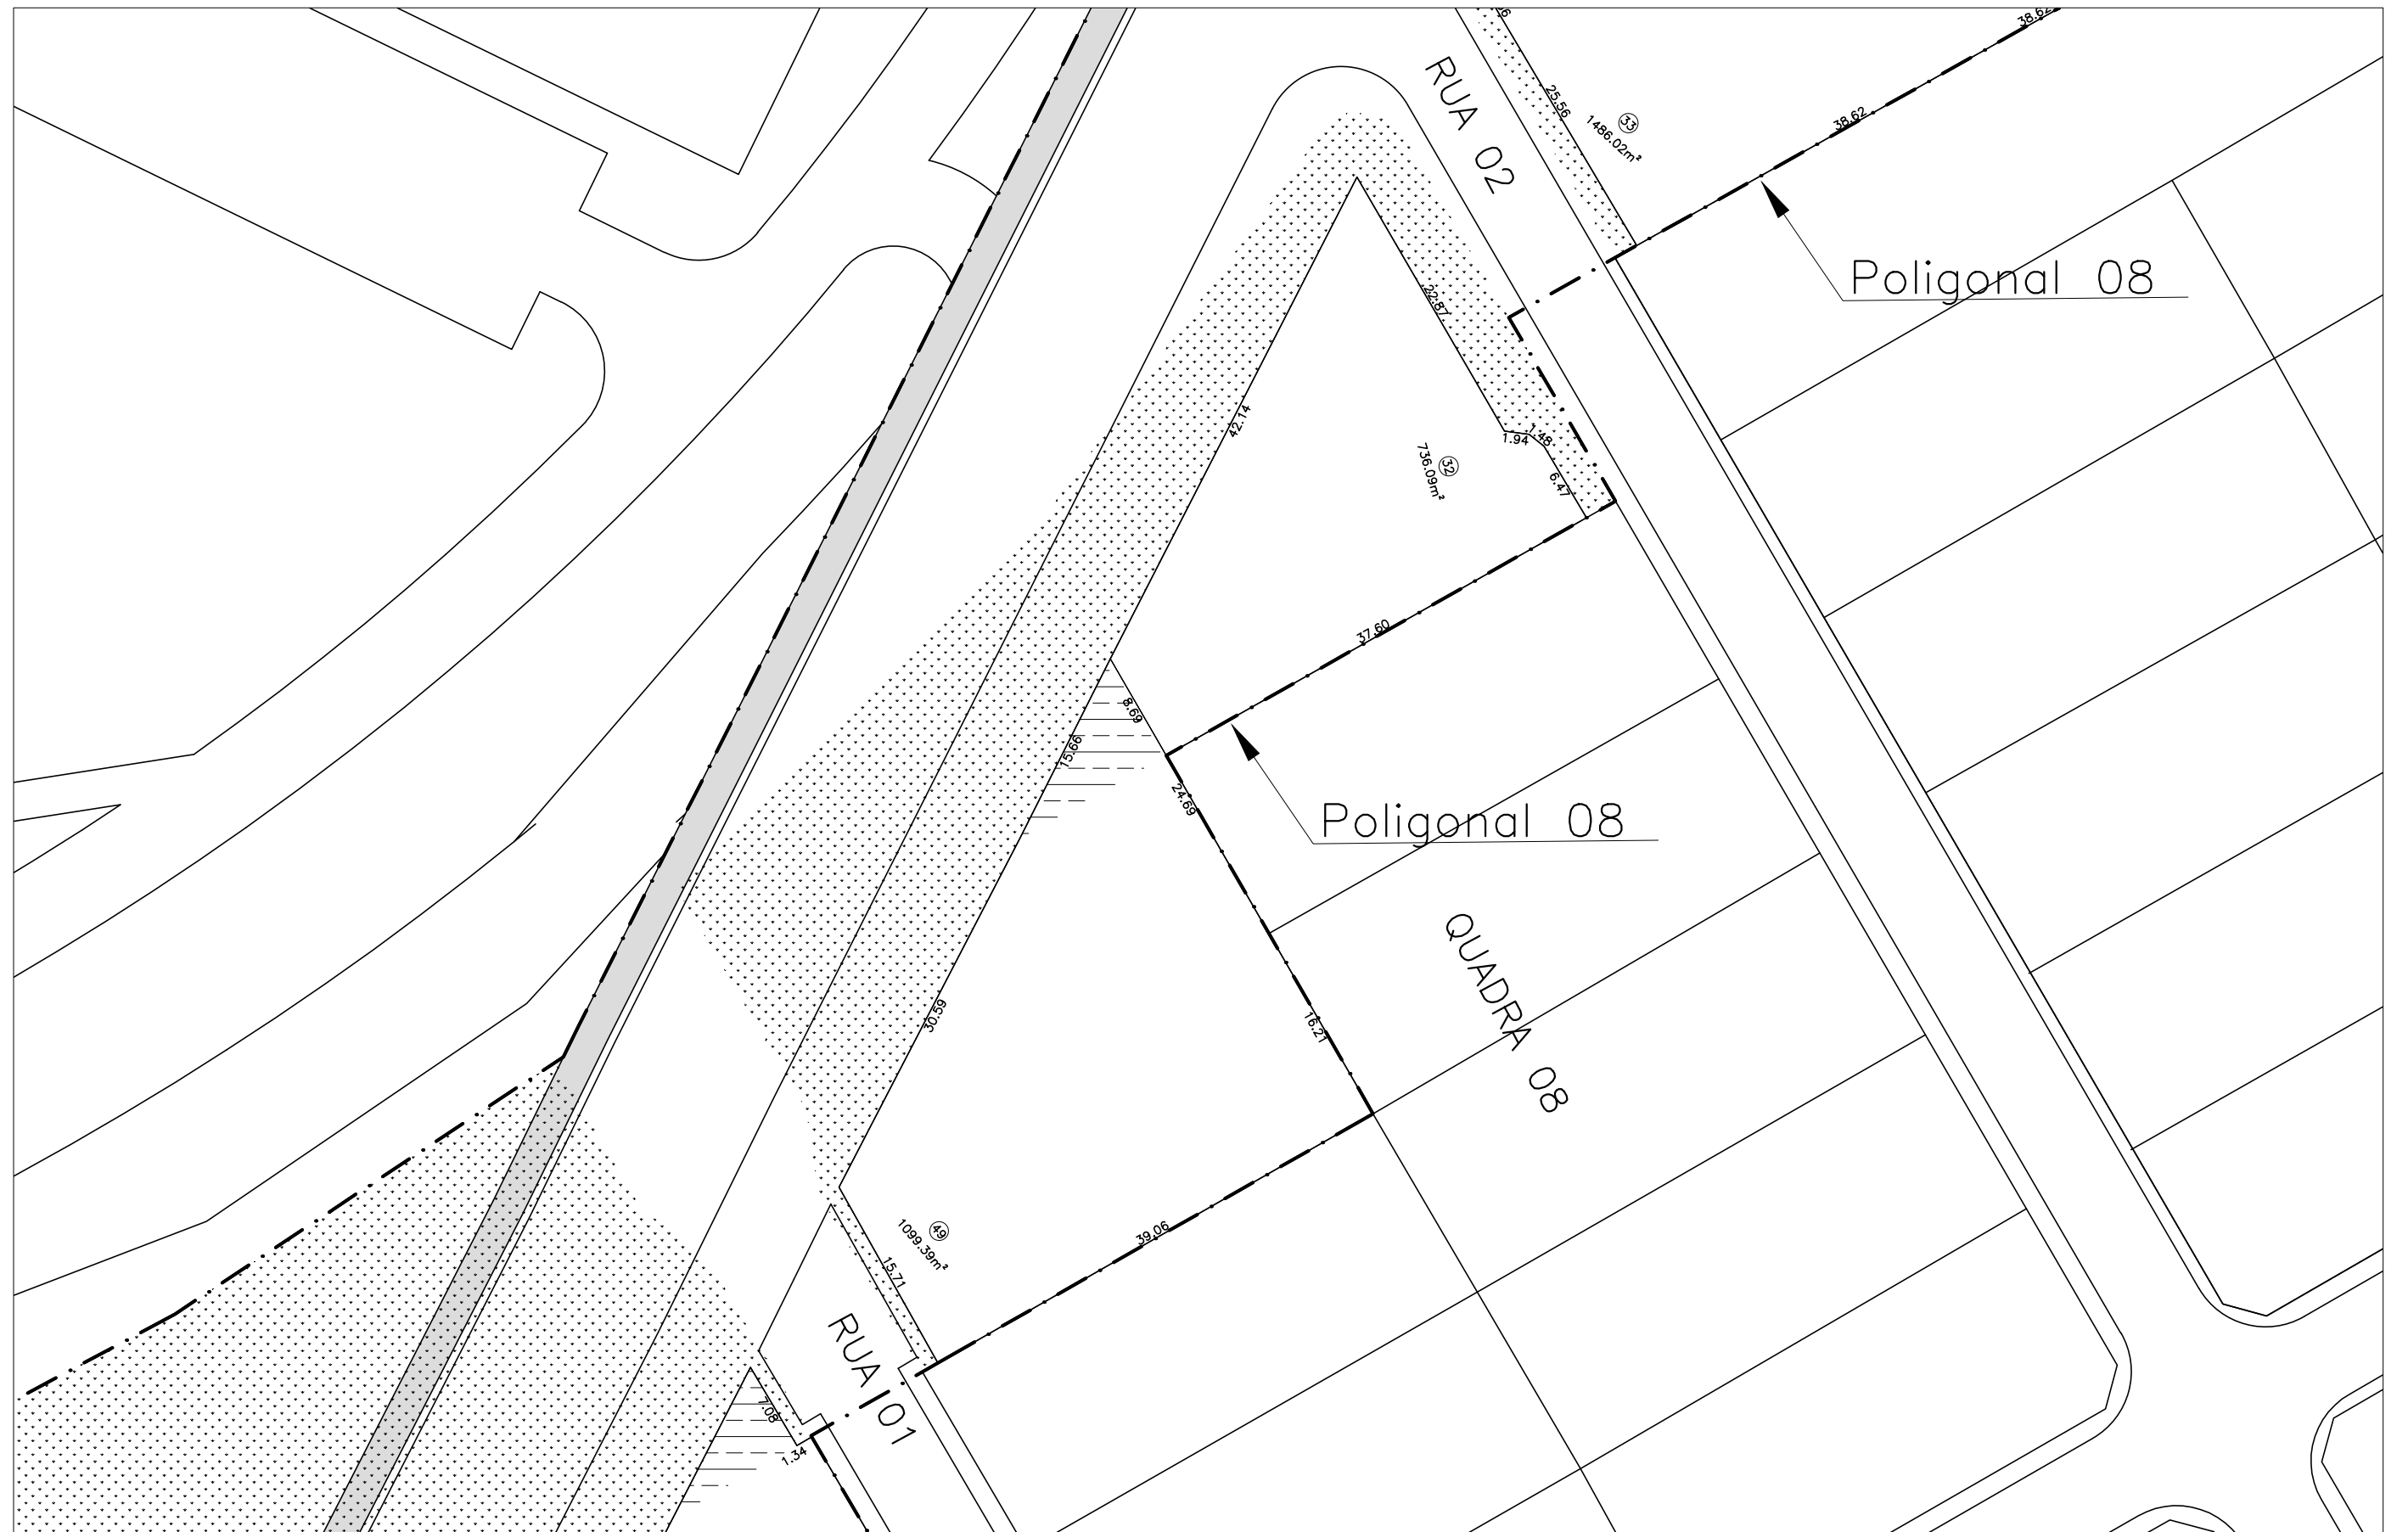 38.62
RUA 02
25.56
33
1486.02m²
38.62
Poligonal 08
22.87
42.14
1.94
1.48
32
736.09m²
6.47
37.60
8.69
15.66
24.69
Poligonal 08
QUADRA 08
30.59
16.21
49
1099.39m²
39.06
15.71
RUA 01
7.08
1.34